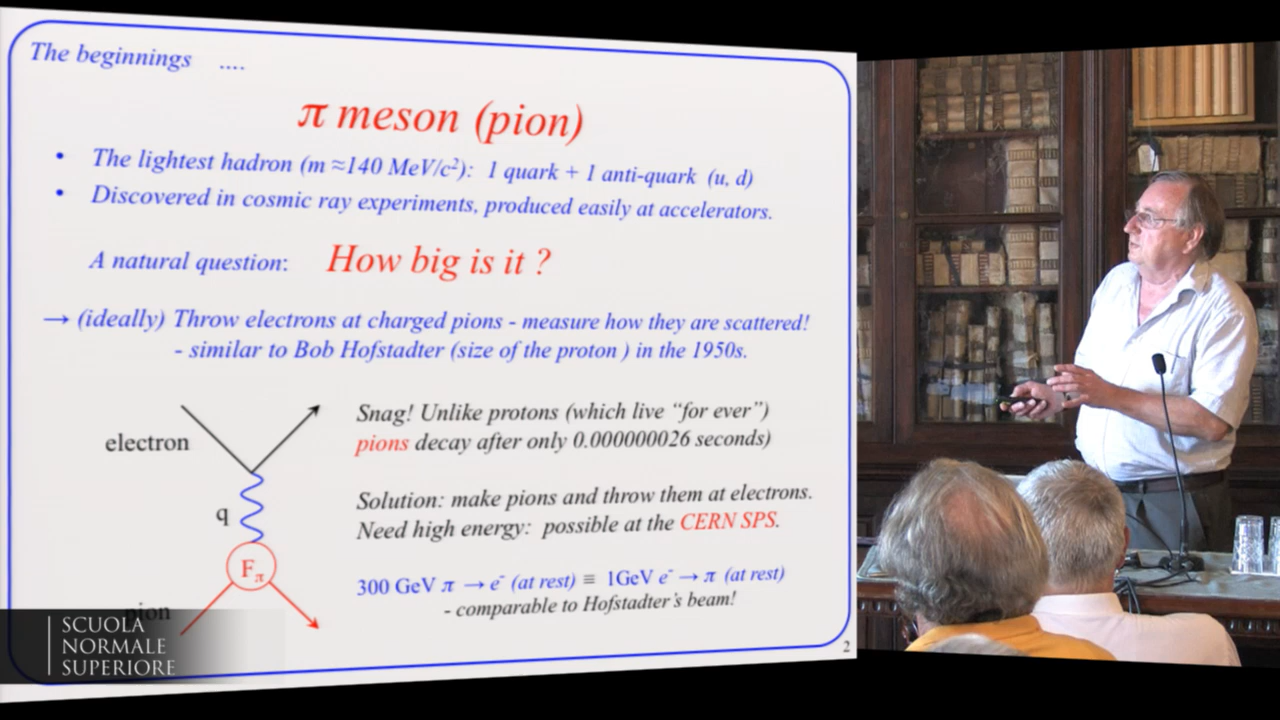 The beginnings ....
π meson (pion)
• The lightest hadron (m ≈140 MeV/c²): 1 quark + 1 anti-quark (u, d)
• Discovered in cosmic ray experiments, produced easily at accelerators.
A natural question: How big is it ?
→ (ideally) Throw electrons at charged pions - measure how they are scattered!
- similar to Bob Hofstadter (size of the proton ) in the 1950s.
electron
q
Fπ
pion
Snag! Unlike protons (which live “for ever”)
pions decay after only 0.000000026 seconds)
Solution: make pions and throw them at electrons.
Need high energy: possible at the CERN SPS.
300 GeV π → e⁻ (at rest) ≡ 1GeV e⁻ → π (at rest)
- comparable to Hofstadter’s beam!
2
SCUOLA
NORMALE
SUPERIORE